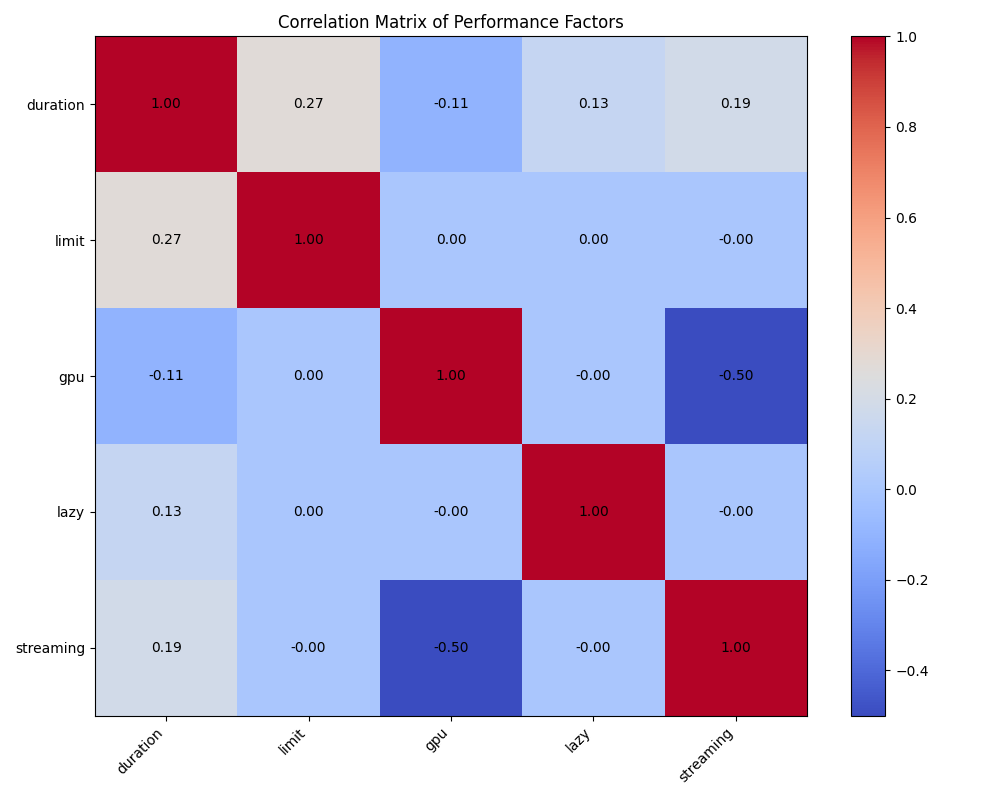 Correlation Matrix of Performance Factors
duration 1.00 0.27 -0.11 0.13 0.19
limit 0.27 1.00 0.00 0.00 -0.00
gpu -0.11 0.00 1.00 -0.00 -0.50
lazy 0.13 0.00 -0.00 1.00 -0.00
streaming 0.19 -0.00 -0.50 -0.00 1.00
duration limit gpu lazy streaming
1.0
0.8
0.6
0.4
0.2
0.0
−0.2
−0.4